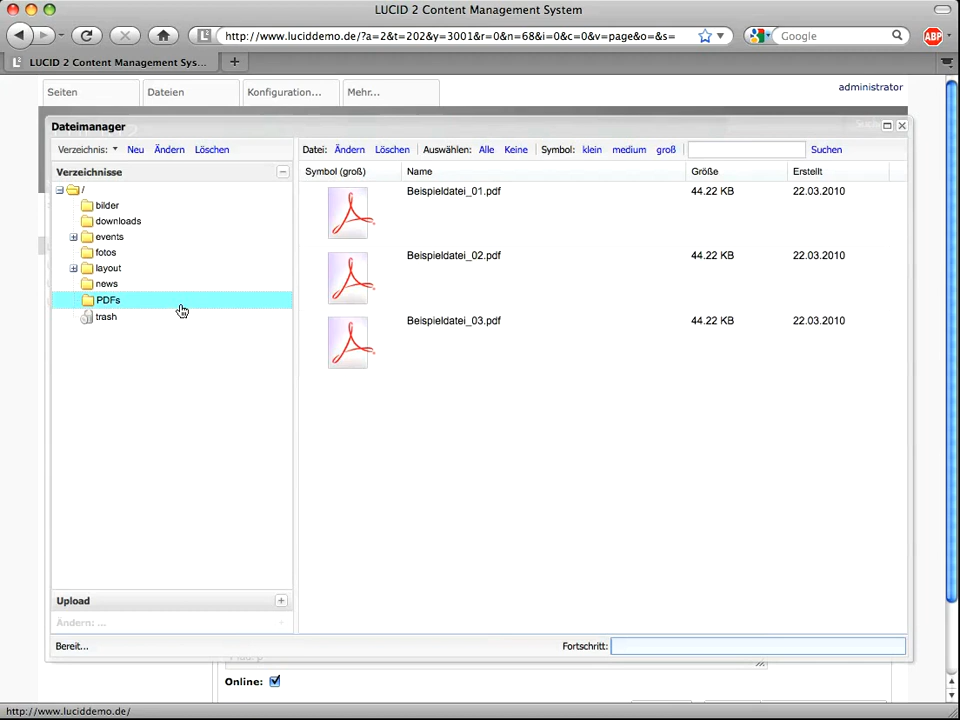 LUCID 2 Content Management System
http://www.luciddemo.de/?a=2&t=202&y=3001&r=0&n=68&i=0&c=0&v=page&o=&s=
Google
ABP
LUCID 2 Content Management Sys...
Seiten
Dateien
Konfiguration...
Mehr...
administrator
Dateimanager
Verzeichnis: Neu Ändern Löschen
Datei: Ändern Löschen Auswählen: Alle Keine Symbol: klein medium groß Suchen
Verzeichnisse
Symbol (groß) Name Größe Erstellt
/
bilder
downloads
events
fotos
layout
news
PDFs
trash
Beispieldatei_01.pdf 44.22 KB 22.03.2010
Beispieldatei_02.pdf 44.22 KB 22.03.2010
Beispieldatei_03.pdf 44.22 KB 22.03.2010
Upload
Ändern: ...
Bereit...
Fortschritt:
Online:
http://www.luciddemo.de/